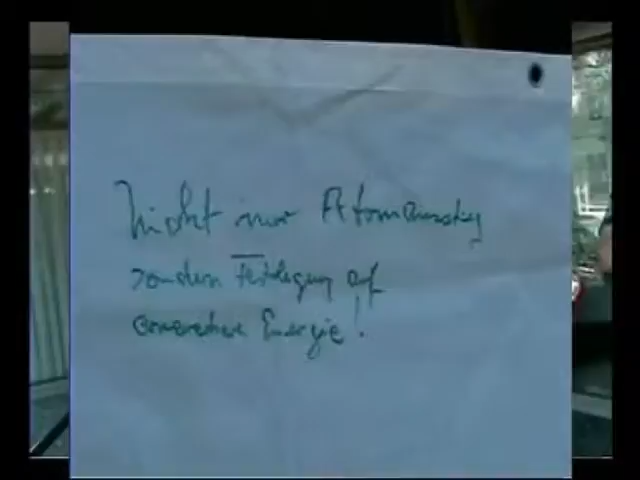 Nicht nur Atomausstieg
sondern Festlegung auf
erneuerbare Energie!